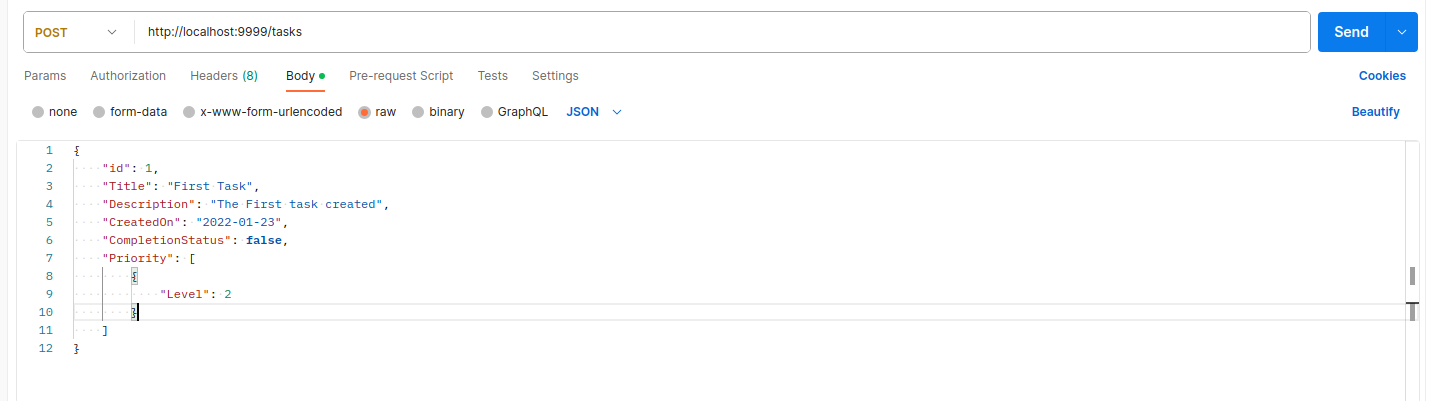 POST http://localhost:9999/tasks Send
Params Authorization Headers (8) Body Pre-request Script Tests Settings Cookies
none form-data x-www-form-urlencoded raw binary GraphQL JSON Beautify
1 {
2 "id": 1,
3 "Title": "First Task",
4 "Description": "The First task created",
5 "CreatedOn": "2022-01-23",
6 "CompletionStatus": false,
7 "Priority": [
8 {
9 "Level": 2
10 }
11 ]
12 }